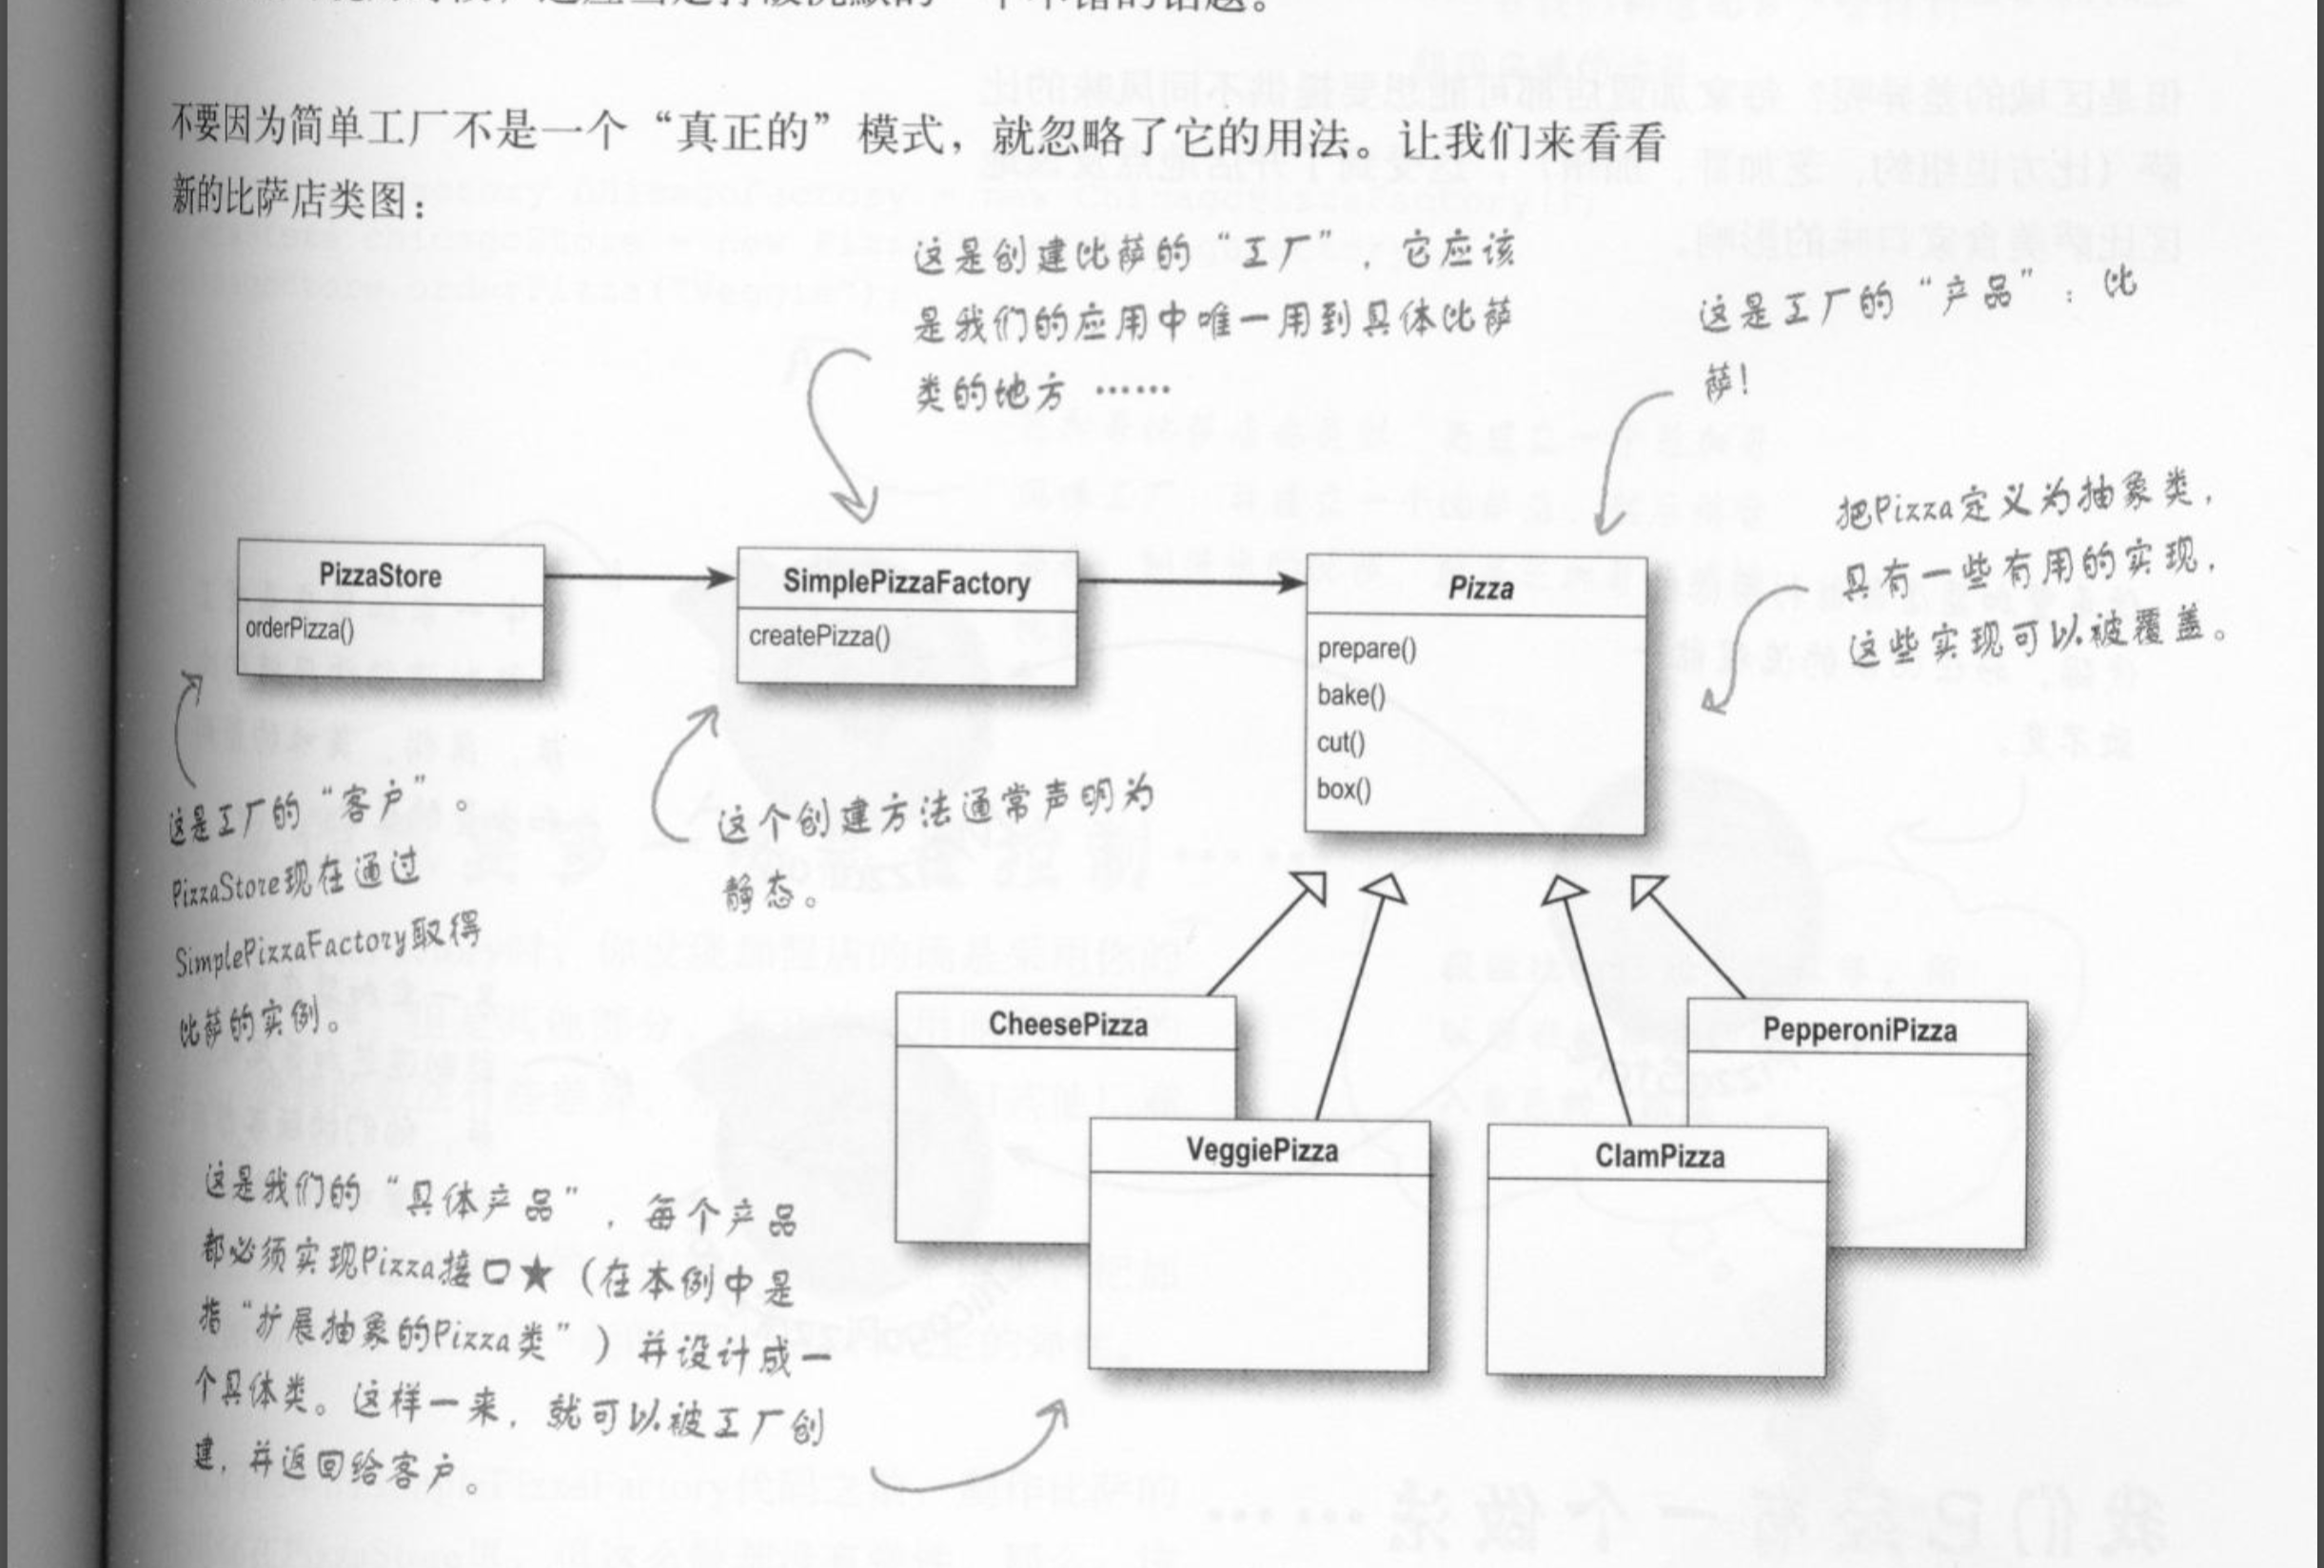 不要因为简单工厂不是一个“真正的”模式，就忽略了它的用法。让我们来看看
新的比萨店类图：
这是创建比萨的“工厂”，它应该
是我们的应用中唯一用到具体比萨
类的地方 ……
这是工厂的“产品”：比
萨！
把Pizza定义为抽象类，
具有一些有用的实现，
这些实现可以被覆盖。
PizzaStore
orderPizza()
SimplePizzaFactory
createPizza()
Pizza
prepare()
bake()
cut()
box()
这是工厂的“客户”。
PizzaStore现在通过
SimplePizzaFactory取得
比萨的实例。
这个创建方法通常声明为
静态。
CheesePizza
PepperoniPizza
VeggiePizza
ClamPizza
这是我们的“具体产品”，每个产品
都必须实现Pizza接口★（在本例中是
指“扩展抽象的Pizza类”）并设计成一
个具体类。这样一来，就可以被工厂创
建，并返回给客户。